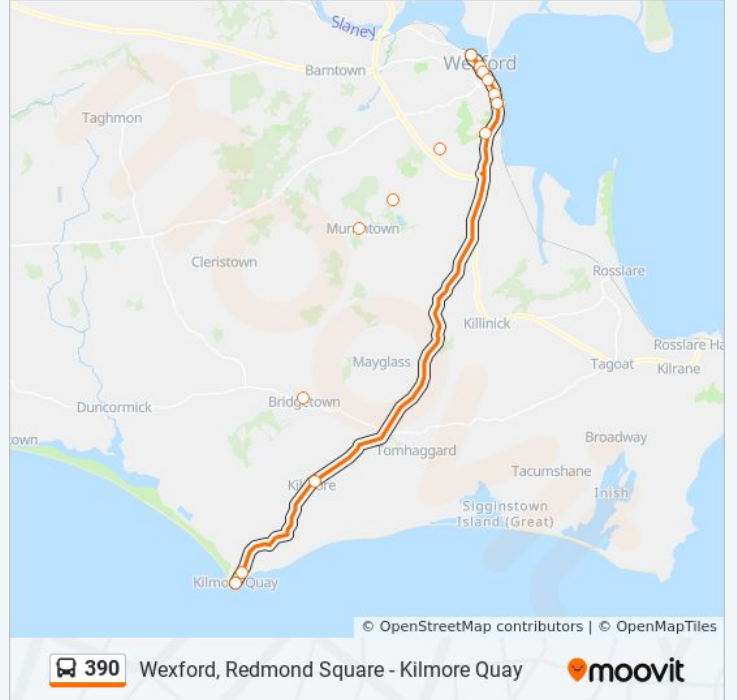 Slaney
Wexford
Barntown
Taghmon
Murntown
Cleristown
Rosslare
Killinick
Rosslare Ha
Mayglass
Tagoat
Kilrane
Bridgetown
Duncormick
Broadway
town
Tomhaggard
Tacumshane
Kilmore
Inish
Sigginstown
Island (Great)
Kilmore Quay
© OpenStreetMap contributors | © OpenMapTiles
390 Wexford, Redmond Square - Kilmore Quay moovit